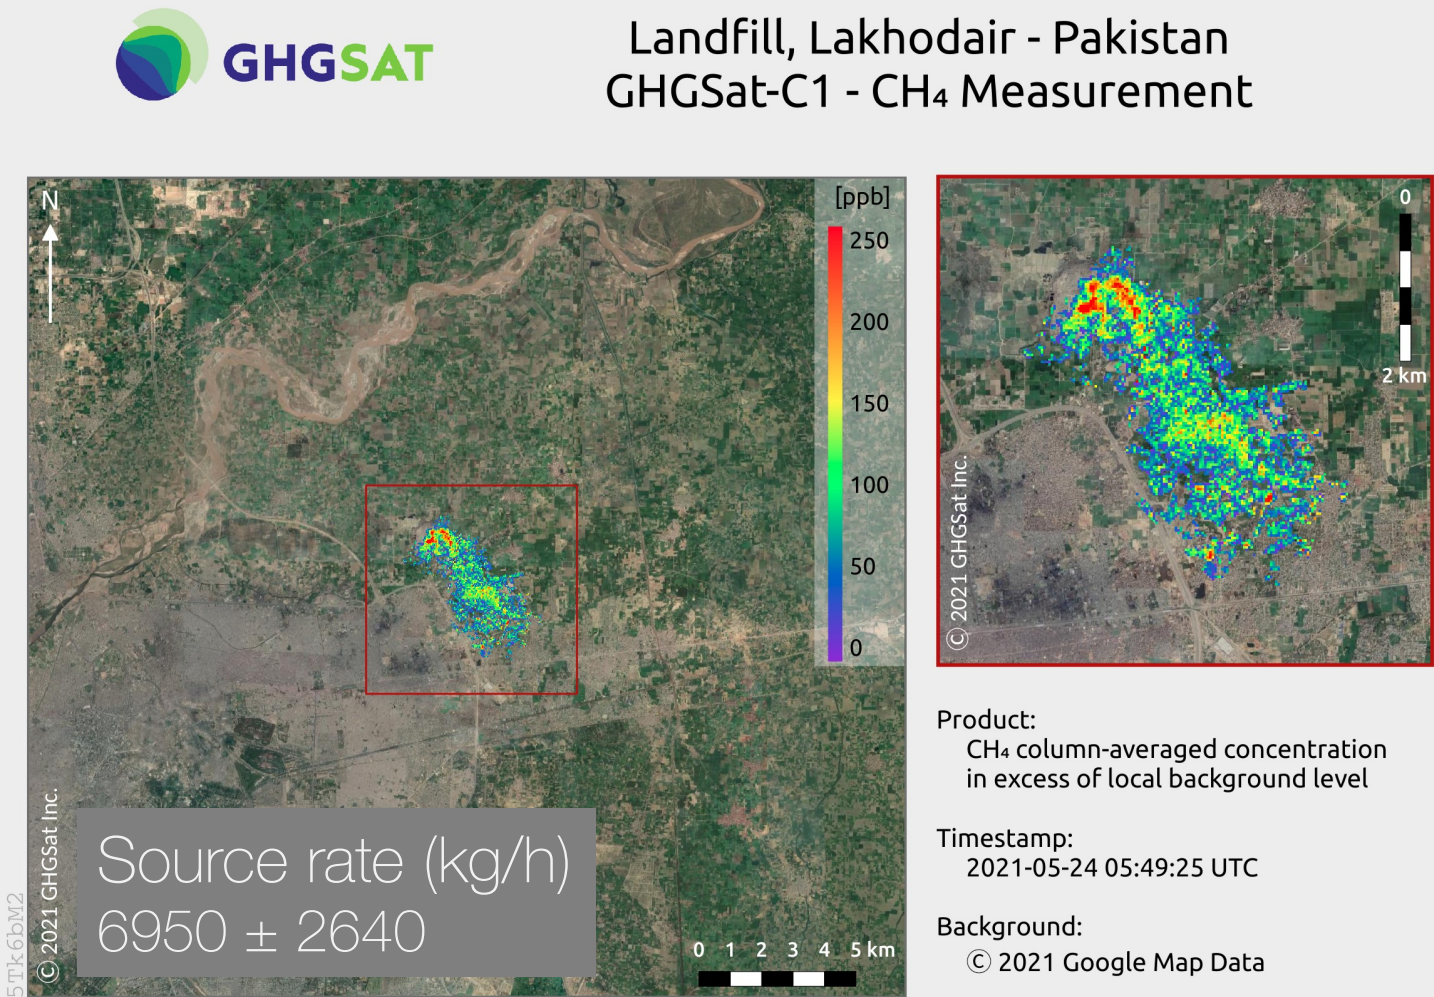 GHGSAT
Landfill, Lakhodair - Pakistan
GHGSat-C1 - CH₄ Measurement
N
[ppb]
250
200
150
100
50
0
© 2021 GHGSat Inc.
Source rate (kg/h)
6950 ± 2640
0 1 2 3 4 5 km
5Tk6bM2
0
2 km
© 2021 GHGSat Inc.
Product:
CH₄ column-averaged concentration
in excess of local background level
Timestamp:
2021-05-24 05:49:25 UTC
Background:
© 2021 Google Map Data